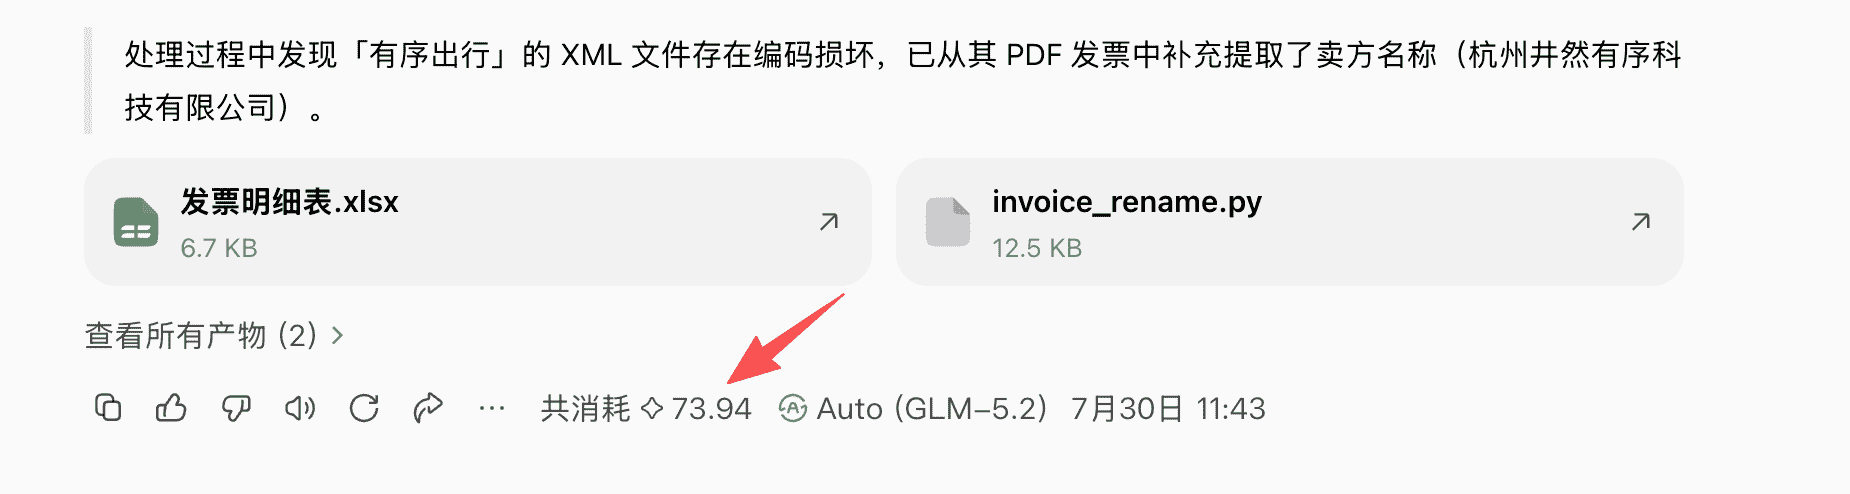 处理过程中发现「有序出行」的 XML 文件存在编码损坏，已从其 PDF 发票中补充提取了卖方名称（杭州井然有序科
技有限公司）。
发票明细表.xlsx
6.7 KB
invoice_rename.py
12.5 KB
查看所有产物 (2)
共消耗 73.94 Auto (GLM-5.2) 7月30日 11:43